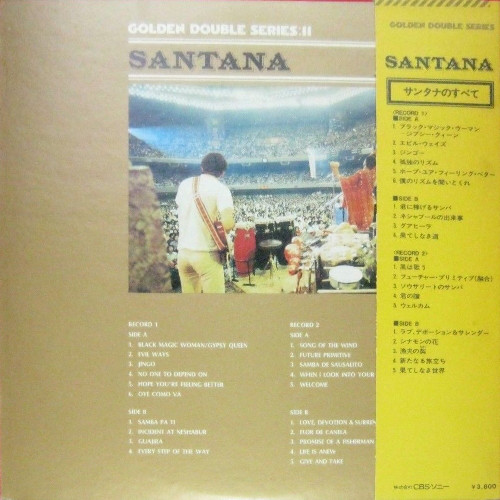 GOLDEN DOUBLE SERIES II
SANTANA
RECORD 1
SIDE A
1. BLACK MAGIC WOMAN/GYPSY QUEEN
2. EVIL WAYS
3. JINGO
4. NO ONE TO DEPEND ON
5. HOPE YOU'RE FEELING BETTER
6. OYE COMO VA
SIDE B
1. SAMBA PA TI
2. INCIDENT AT NESHABUR
3. GUAJIRA
4. EVERY STEP OF THE WAY
RECORD 2
SIDE A
1. SONG OF THE WIND
2. FUTURE PRIMITIVE
3. SAMBA DE SAUSALITO
4. WHEN I LOOK INTO YOUR
5. WELCOME
SIDE B
1. LOVE, DEVOTION & SURREN
2. FLOR DE CANELA
3. PROMISE OF A FISHERMAN
4. LIFE IS ANEW
5. GIVE AND TAKE
GOLDEN DOUBLE SERIES
SANTANA
サンタナのすべて
〈RECORD 1〉
■SIDE A
1. ブラック・マジック・ウーマン
ジプシー・クィーン
2. エビル・ウェイズ
3. ジンゴー
4. 孤独のリズム
5. ホープ・ユア・フィーリング・ベター
6. 僕のリズムを聞いとくれ
■SIDE B
1. 君に捧げるサンバ
2. ネシャブールの出来事
3. グアヒーラ
4. 果てしなき道
〈RECORD 2〉
■SIDE A
1. 風は歌う
2. フューチャー・プリミティブ(融合)
3. ソウサリートのサンバ
4. 君の瞳
5. ウェルカム
■SIDE B
1. ラブ,デボーション&サレンダー
2. シナモンの花
3. 漁夫の契
4. 新たなる旅立ち
5. 果てしなき世界
CBSソニー
¥3,800